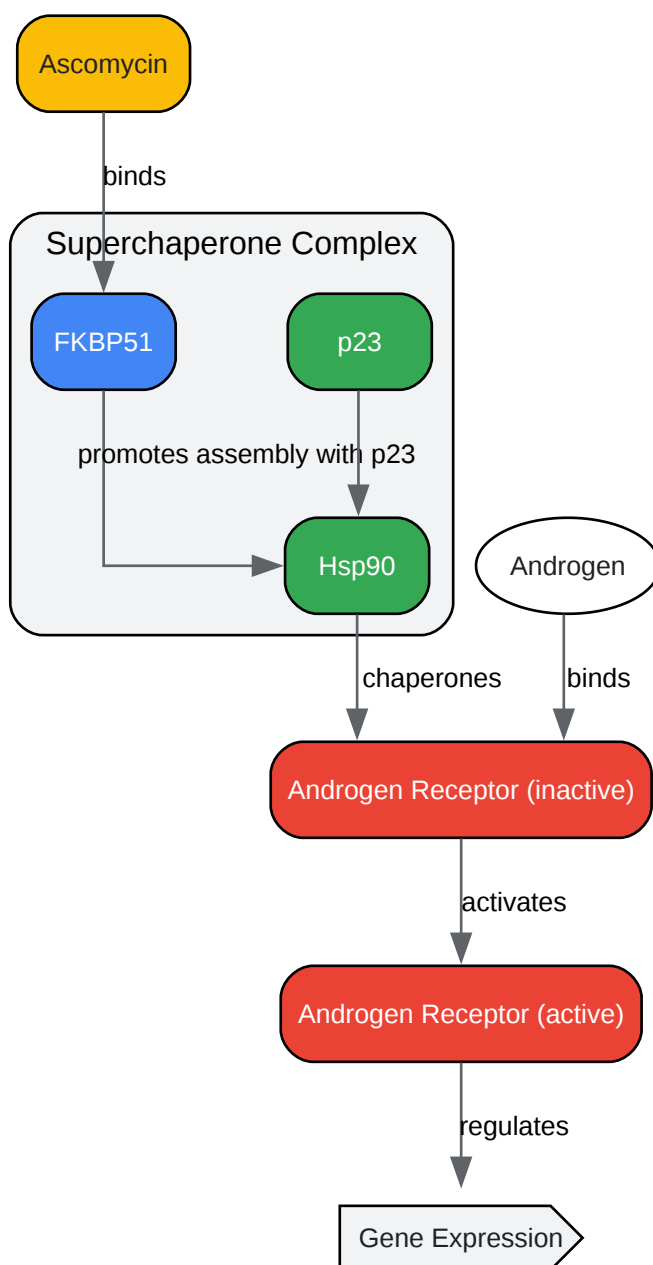 Ascomycin
binds
Superchaperone Complex
FKBP51
p23
promotes assembly with p23
Hsp90
Androgen
chaperones
binds
Androgen Receptor (inactive)
activates
Androgen Receptor (active)
regulates
Gene Expression